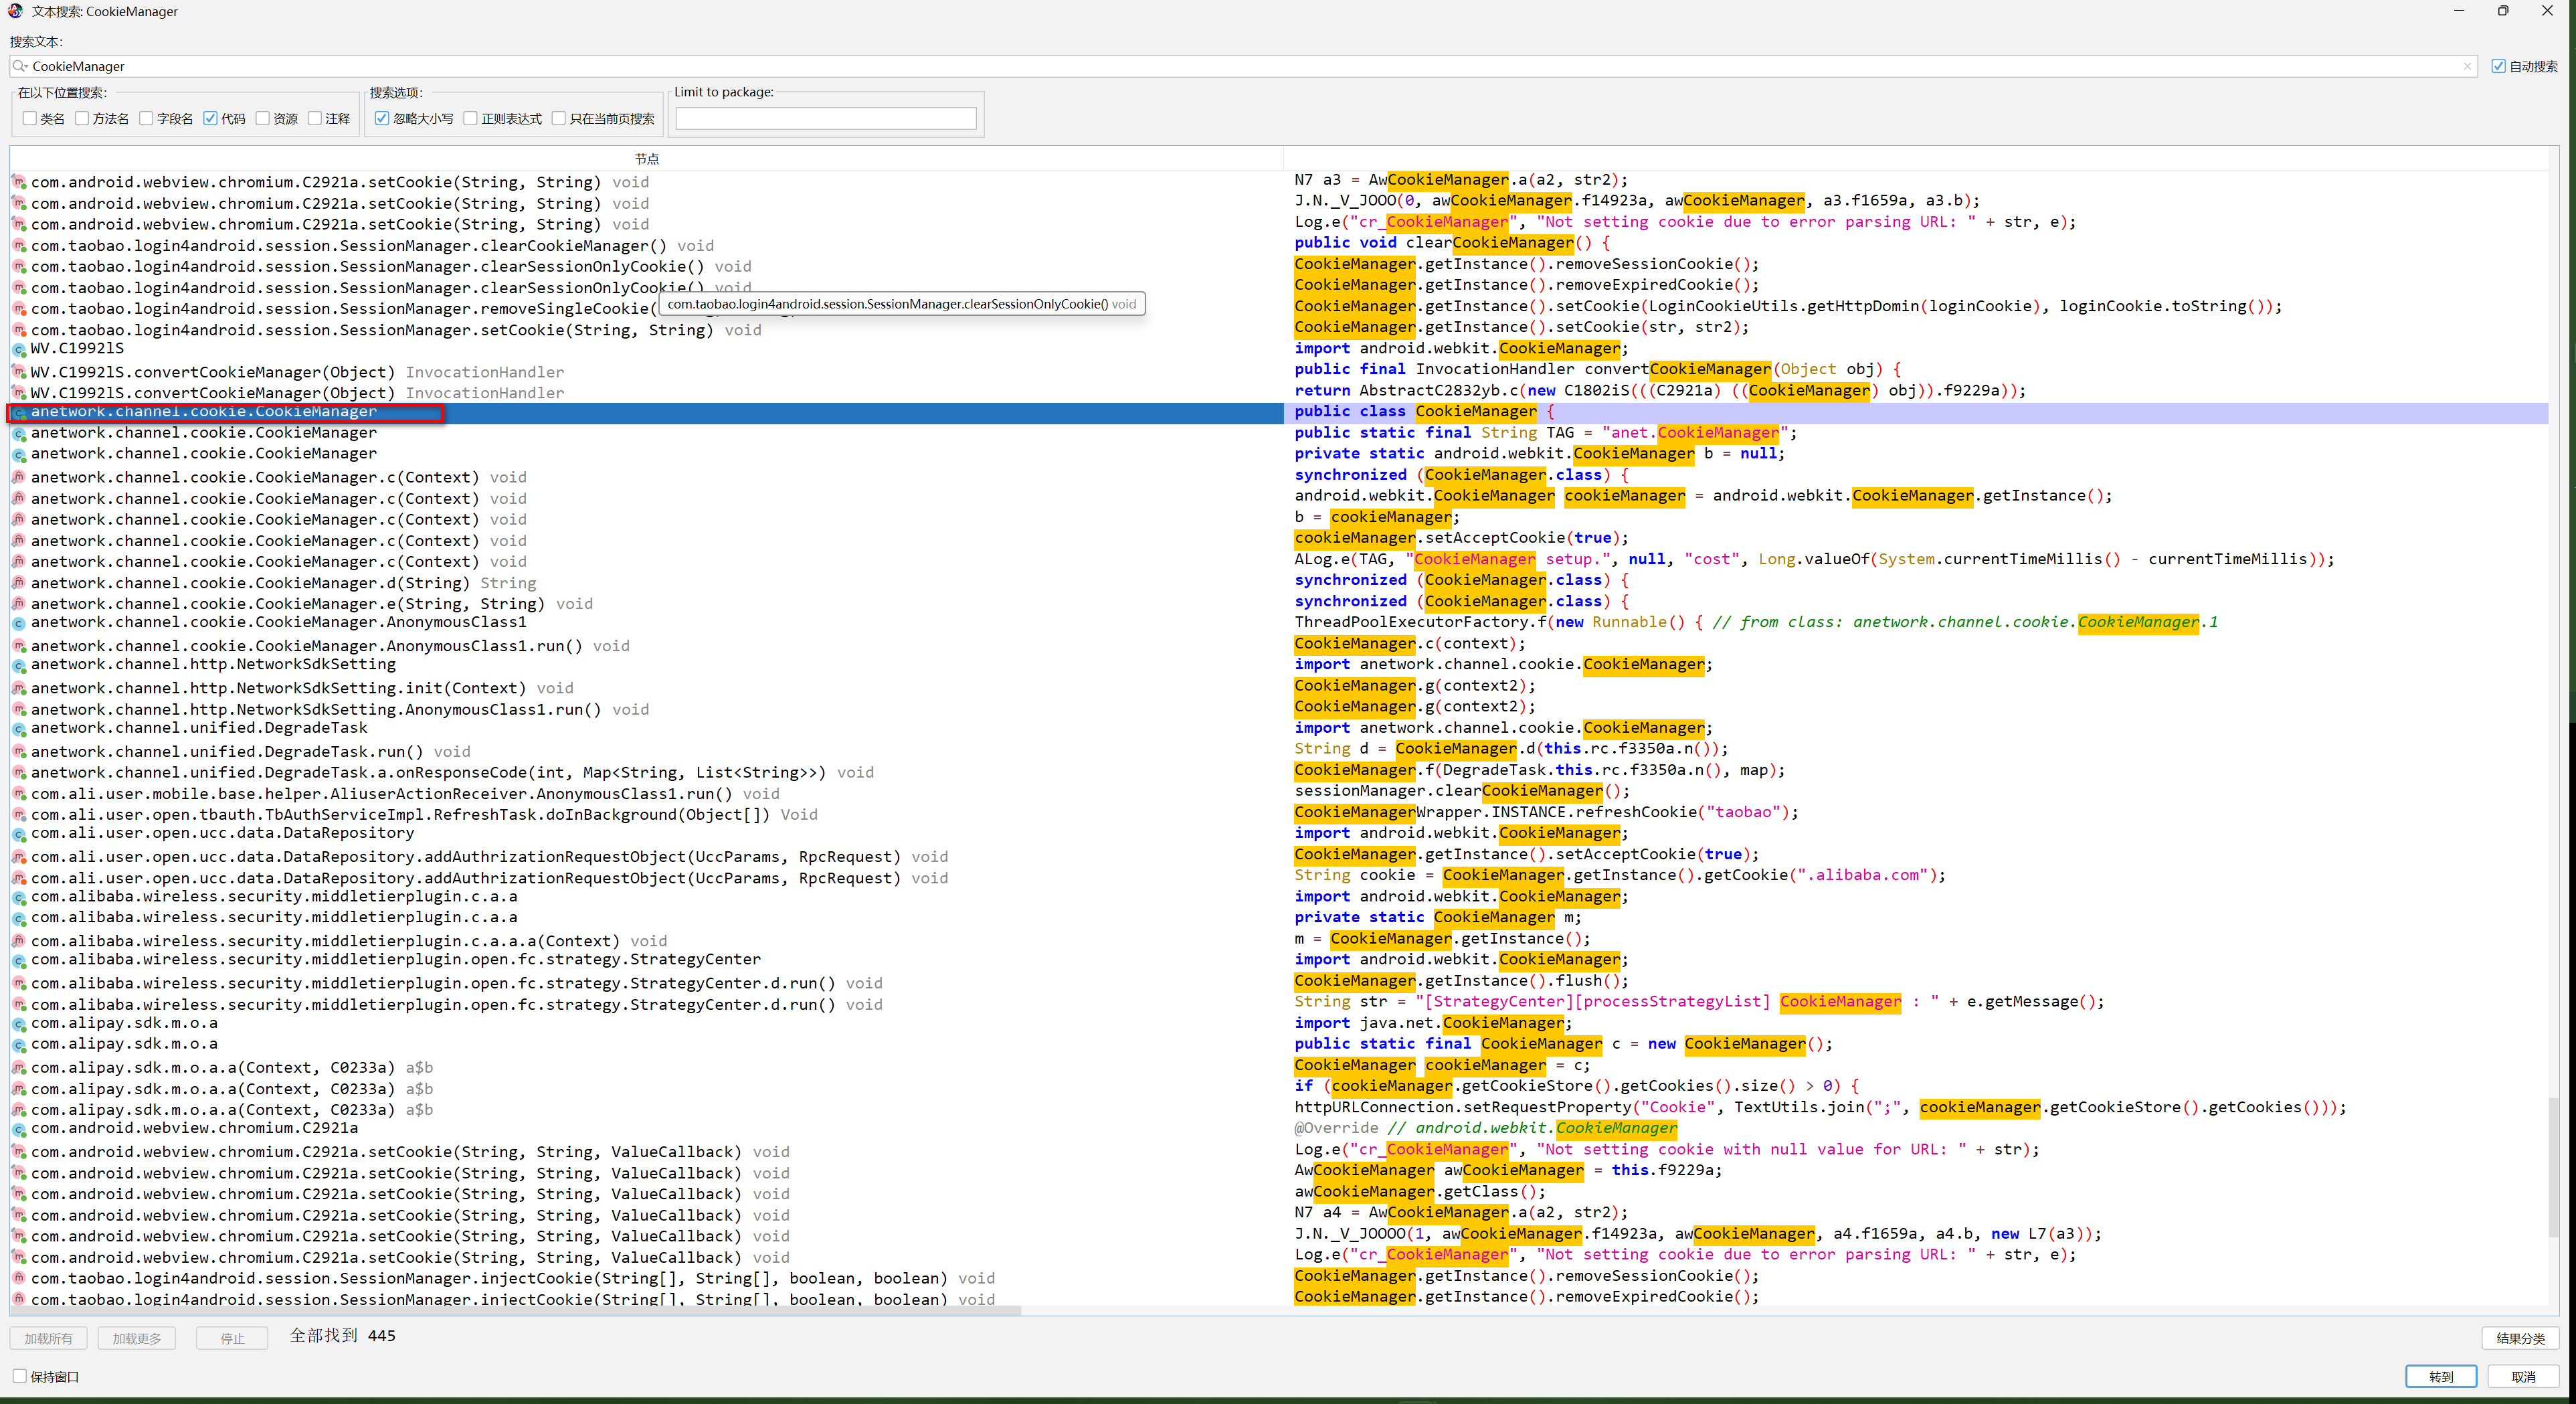 文本搜索: CookieManager
搜索文本:
CookieManager
自动搜索
在以下位置搜索:
类名 方法名 字段名 代码 资源 注释
搜索选项:
忽略大小写 正则表达式 只在当前页搜索
Limit to package:
节点
com.android.webview.chromium.C2921a.setCookie(String, String) void N7 a3 = AwCookieManager.a(a2, str2);
com.android.webview.chromium.C2921a.setCookie(String, String) void J.N._V_JOOO(0, awCookieManager.f14923a, awCookieManager, a3.f1659a, a3.b);
com.android.webview.chromium.C2921a.setCookie(String, String) void Log.e("cr_CookieManager", "Not setting cookie due to error parsing URL: " + str, e);
com.taobao.login4android.session.SessionManager.clearCookieManager() void public void clearCookieManager() {
com.taobao.login4android.session.SessionManager.clearSessionOnlyCookie() void CookieManager.getInstance().removeSessionCookie();
com.taobao.login4android.session.SessionManager.clearSessionOnlyCookie() void CookieManager.getInstance().removeExpiredCookie();
com.taobao.login4android.session.SessionManager.clearSessionOnlyCookie() void
com.taobao.login4android.session.SessionManager.removeSingleCookie( CookieManager.getInstance().setCookie(LoginCookieUtils.getHttpDomin(loginCookie), loginCookie.toString());
com.taobao.login4android.session.SessionManager.setCookie(String, String) void CookieManager.getInstance().setCookie(str, str2);
WV.C1992lS import android.webkit.CookieManager;
WV.C1992lS.convertCookieManager(Object) InvocationHandler public final InvocationHandler convertCookieManager(Object obj) {
WV.C1992lS.convertCookieManager(Object) InvocationHandler return AbstractC2832yb.c(new C1802iS(((C2921a) ((CookieManager) obj)).f9229a));
anetwork.channel.cookie.CookieManager public class CookieManager {
anetwork.channel.cookie.CookieManager public static final String TAG = "anet.CookieManager";
anetwork.channel.cookie.CookieManager private static android.webkit.CookieManager b = null;
anetwork.channel.cookie.CookieManager.c(Context) void synchronized (CookieManager.class) {
anetwork.channel.cookie.CookieManager.c(Context) void android.webkit.CookieManager cookieManager = android.webkit.CookieManager.getInstance();
anetwork.channel.cookie.CookieManager.c(Context) void b = cookieManager;
anetwork.channel.cookie.CookieManager.c(Context) void cookieManager.setAcceptCookie(true);
anetwork.channel.cookie.CookieManager.c(Context) void ALog.e(TAG, "CookieManager setup.", null, "cost", Long.valueOf(System.currentTimeMillis() - currentTimeMillis));
anetwork.channel.cookie.CookieManager.d(String) String synchronized (CookieManager.class) {
anetwork.channel.cookie.CookieManager.e(String, String) void synchronized (CookieManager.class) {
anetwork.channel.cookie.CookieManager.AnonymousClass1 ThreadPoolExecutorFactory.f(new Runnable() { // from class: anetwork.channel.cookie.CookieManager.1
anetwork.channel.cookie.CookieManager.AnonymousClass1.run() void CookieManager.c(context);
anetwork.channel.http.NetworkSdkSetting import anetwork.channel.cookie.CookieManager;
anetwork.channel.http.NetworkSdkSetting.init(Context) void CookieManager.g(context2);
anetwork.channel.http.NetworkSdkSetting.AnonymousClass1.run() void CookieManager.g(context2);
anetwork.channel.unified.DegradeTask import anetwork.channel.cookie.CookieManager;
anetwork.channel.unified.DegradeTask.run() void String d = CookieManager.d(this.rc.f3350a.n());
anetwork.channel.unified.DegradeTask.a.onResponseCode(int, Map<String, List<String>>) void CookieManager.f(DegradeTask.this.rc.f3350a.n(), map);
com.ali.user.mobile.base.helper.AliuserActionReceiver.AnonymousClass1.run() void sessionManager.clearCookieManager();
com.ali.user.open.tbauth.TbAuthServiceImpl.RefreshTask.doInBackground(Object[]) Void CookieManagerWrapper.INSTANCE.refreshCookie("taobao");
com.ali.user.open.ucc.data.DataRepository import android.webkit.CookieManager;
com.ali.user.open.ucc.data.DataRepository.addAuthrizationRequestObject(UccParams, RpcRequest) void CookieManager.getInstance().setAcceptCookie(true);
com.ali.user.open.ucc.data.DataRepository.addAuthrizationRequestObject(UccParams, RpcRequest) void String cookie = CookieManager.getInstance().getCookie(".alibaba.com");
com.alibaba.wireless.security.middletierplugin.c.a.a import android.webkit.CookieManager;
com.alibaba.wireless.security.middletierplugin.c.a.a private static CookieManager m;
com.alibaba.wireless.security.middletierplugin.c.a.a.a(Context) void m = CookieManager.getInstance();
com.alibaba.wireless.security.middletierplugin.open.fc.strategy.StrategyCenter import android.webkit.CookieManager;
com.alibaba.wireless.security.middletierplugin.open.fc.strategy.StrategyCenter.d.run() void CookieManager.getInstance().flush();
com.alibaba.wireless.security.middletierplugin.open.fc.strategy.StrategyCenter.d.run() void String str = "[StrategyCenter][processStrategyList] CookieManager : " + e.getMessage();
com.alipay.sdk.m.o.a import java.net.CookieManager;
com.alipay.sdk.m.o.a public static final CookieManager c = new CookieManager();
com.alipay.sdk.m.o.a.a(Context, C0233a) a$b CookieManager cookieManager = c;
com.alipay.sdk.m.o.a.a(Context, C0233a) a$b if (cookieManager.getCookieStore().getCookies().size() > 0) {
com.alipay.sdk.m.o.a.a(Context, C0233a) a$b httpURLConnection.setRequestProperty("Cookie", TextUtils.join(";", cookieManager.getCookieStore().getCookies()));
com.android.webview.chromium.C2921a @Override // android.webkit.CookieManager
com.android.webview.chromium.C2921a.setCookie(String, String, ValueCallback) void Log.e("cr_CookieManager", "Not setting cookie with null value for URL: " + str);
com.android.webview.chromium.C2921a.setCookie(String, String, ValueCallback) void AwCookieManager awCookieManager = this.f9229a;
com.android.webview.chromium.C2921a.setCookie(String, String, ValueCallback) void awCookieManager.getClass();
com.android.webview.chromium.C2921a.setCookie(String, String, ValueCallback) void N7 a4 = AwCookieManager.a(a2, str2);
com.android.webview.chromium.C2921a.setCookie(String, String, ValueCallback) void J.N._V_JOOOO(1, awCookieManager.f14923a, awCookieManager, a4.f1659a, a4.b, new L7(a3));
com.android.webview.chromium.C2921a.setCookie(String, String, ValueCallback) void Log.e("cr_CookieManager", "Not setting cookie due to error parsing URL: " + str, e);
com.taobao.login4android.session.SessionManager.injectCookie(String[], String[], boolean, boolean) void CookieManager.getInstance().removeSessionCookie();
com.taobao.login4android.session.SessionManager.injectCookie(String[], String[], boolean, boolean) void CookieManager.getInstance().removeExpiredCookie();
加载所有 加载更多 停止 全部找到 445 结果分类
保持窗口 转到 取消